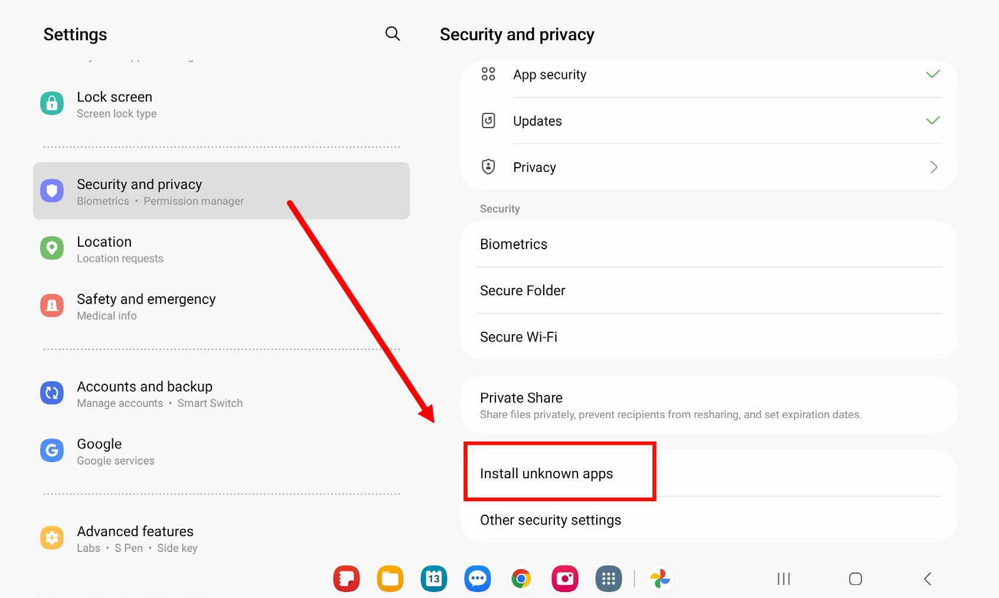 Settings
Lock screen
Screen lock type
Security and privacy
Biometrics • Permission manager
Location
Location requests
Safety and emergency
Medical info
Accounts and backup
Manage accounts • Smart Switch
Google
Google services
Advanced features
Labs • S Pen • Side key
Security and privacy
App security
Updates
Privacy
Security
Biometrics
Secure Folder
Secure Wi-Fi
Private Share
Share files privately, prevent recipients from resharing, and set expiration dates.
Install unknown apps
Other security settings
13